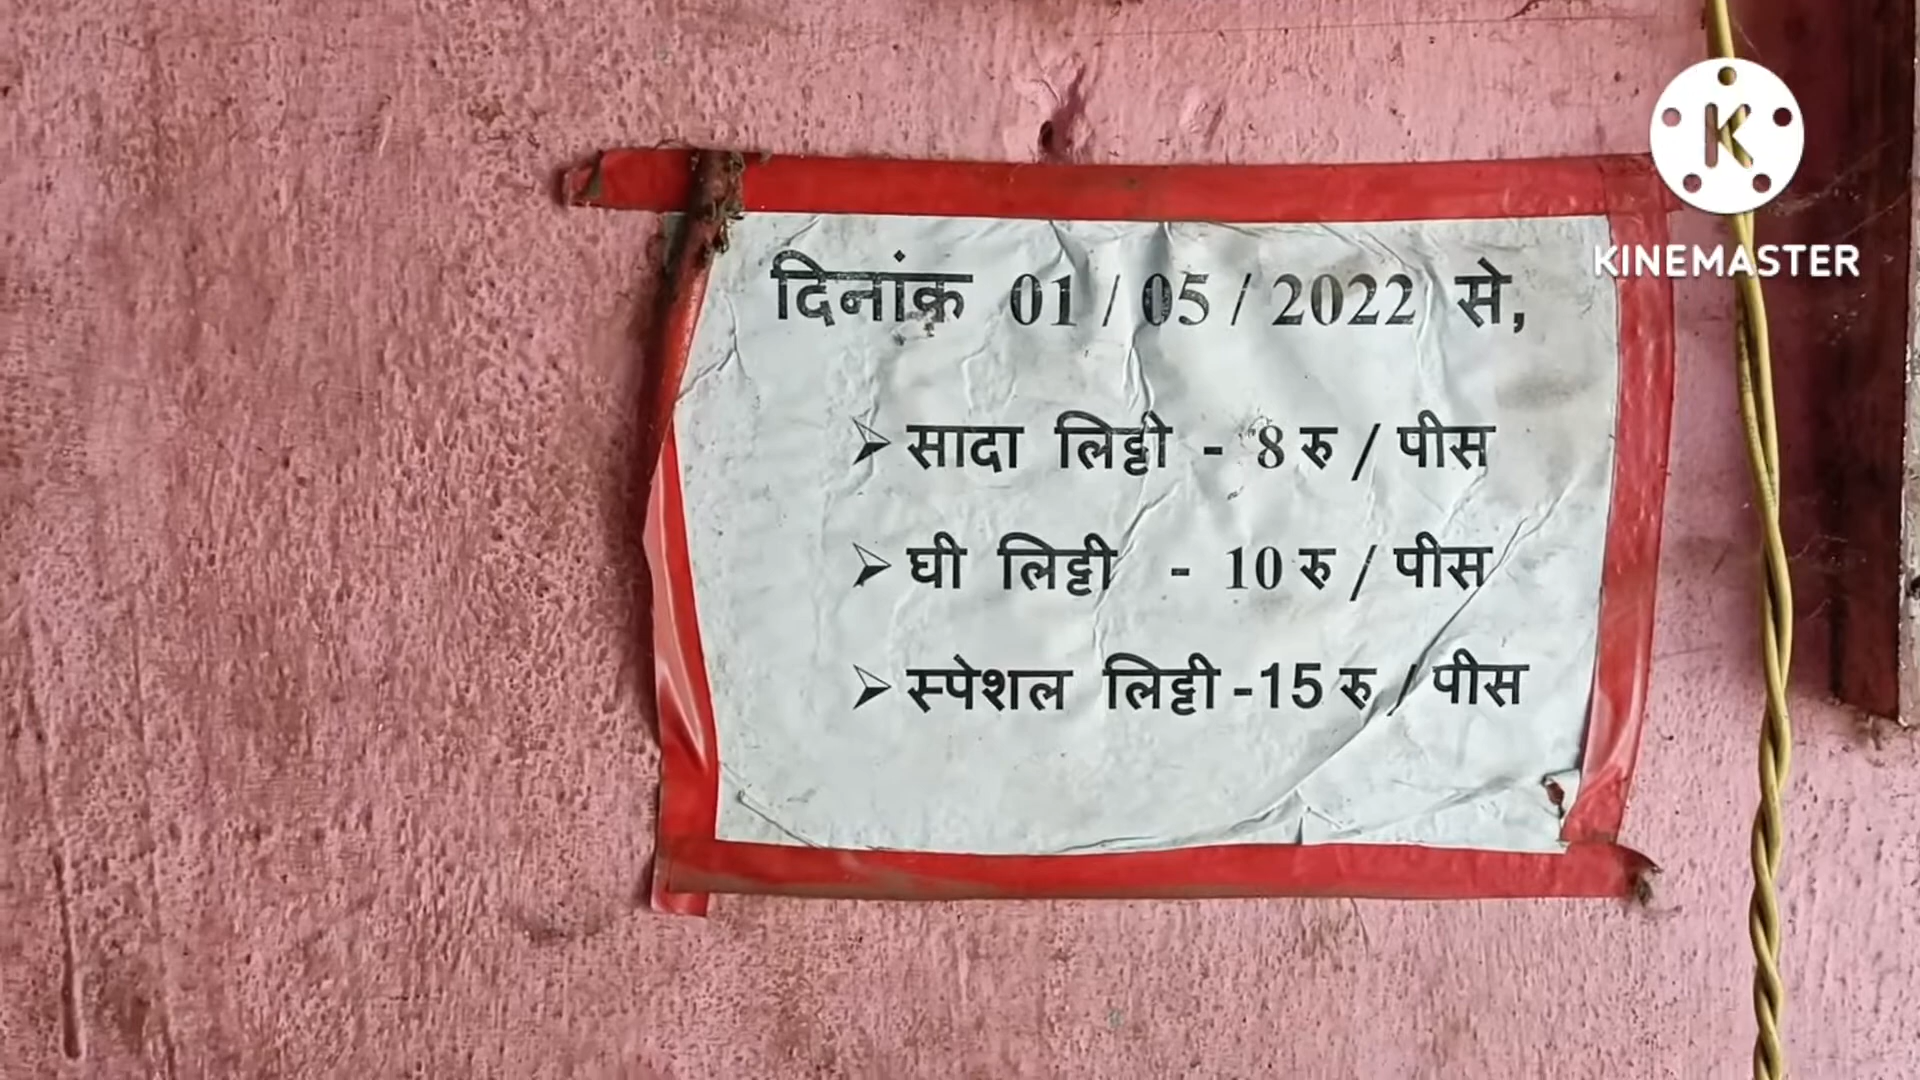 दिनांक 01 / 05 / 2022 से,
➢ सादा लिट्टी - 8 रु / पीस
➢ घी लिट्टी - 10 रु / पीस
➢ स्पेशल लिट्टी -15 रु / पीस
K
KINEMASTER